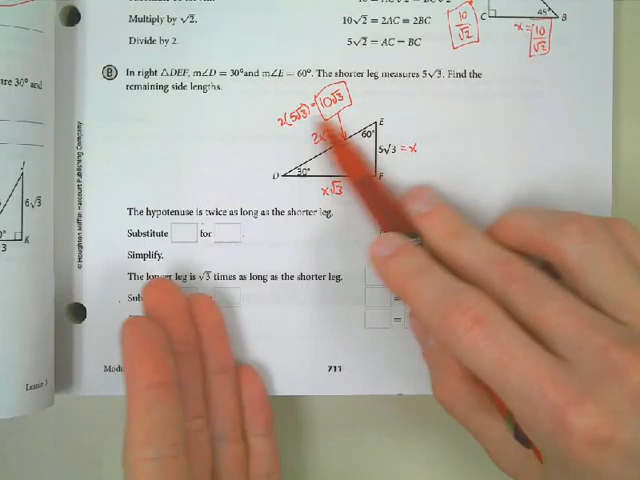 Multiply by √2.
10√2 = 2AC = 2BC
Divide by 2.
5√2 = AC − BC
10/√2
C
45°
B
x = 10/√2
are 30° and
B In right △DEF, m∠D = 30° and m∠E − 60°. The shorter leg measures 5√3. Find the
remaining side lengths.
2(5√3) = 10√3
E
60°
5√3 = x
D
30°
x√3
J
6√3
K
3
© Houghton Mifflin Harcourt Publishing Company
The hypotenuse is twice as long as the shorter leg.
Substitute for
Simplify.
The longer leg is √3 times as long as the shorter leg.
=
711
Lesson 3